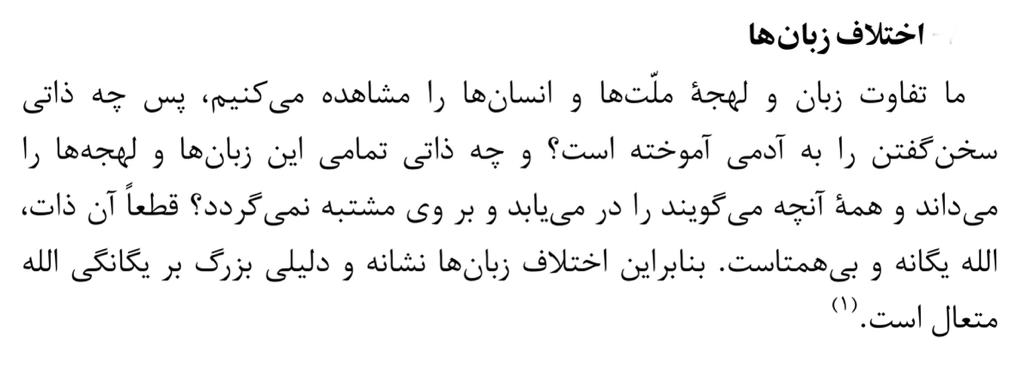 - اختلاف زبان‌ها
ما تفاوت زبان و لهجهٔ ملّت‌ها و انسان‌ها را مشاهده می‌کنیم، پس چه ذاتی
سخن‌گفتن را به آدمی آموخته است؟ و چه ذاتی تمامی این زبان‌ها و لهجه‌ها را
می‌داند و همهٔ آنچه می‌گویند را در می‌یابد و بر وی مشتبه نمی‌گردد؟ قطعاً آن ذات،
الله یگانه و بی‌همتاست. بنابراین اختلاف زبان‌ها نشانه و دلیلی بزرگ بر یگانگی الله
متعال است.(۱)